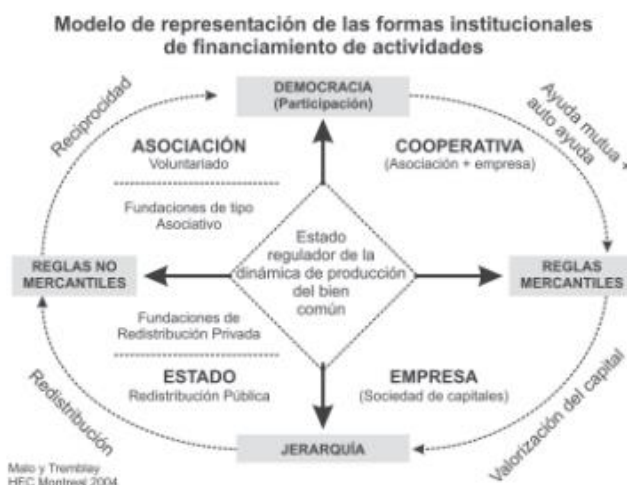 Modelo de representación de las formas institucionales
de financiamiento de actividades
DEMOCRACIA
(Participación)
Reciprocidad
Ayuda mutua +
auto ayuda
ASOCIACIÓN
Voluntariado
COOPERATIVA
(Asociación + empresa)
Fundaciones de tipo
Asociativo
Estado
regulador de la
dinámica de producción
del bien
común
REGLAS NO
MERCANTILES
REGLAS
MERCANTILES
Fundaciones de
Redistribución Privada
ESTADO
Redistribución Pública
EMPRESA
(Sociedad de capitales)
Redistribución
Valorización del capital
JERARQUÍA
Malo y Tremblay
HEC Montreal 2004